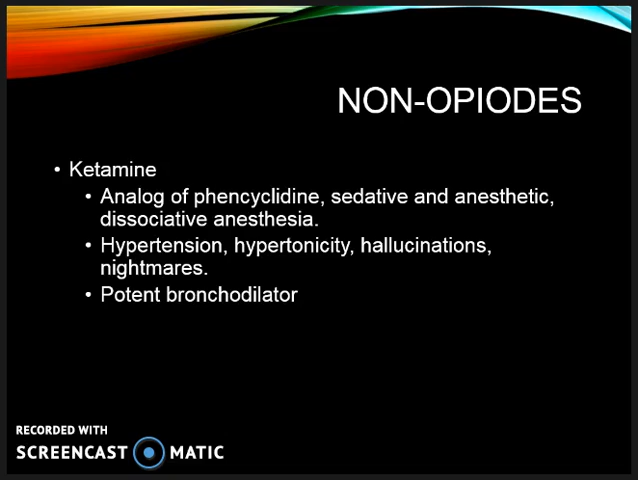 NON-OPIODES
• Ketamine
• Analog of phencyclidine, sedative and anesthetic,
dissociative anesthesia.
• Hypertension, hypertonicity, hallucinations,
nightmares.
• Potent bronchodilator
RECORDED WITH
SCREENCAST MATIC